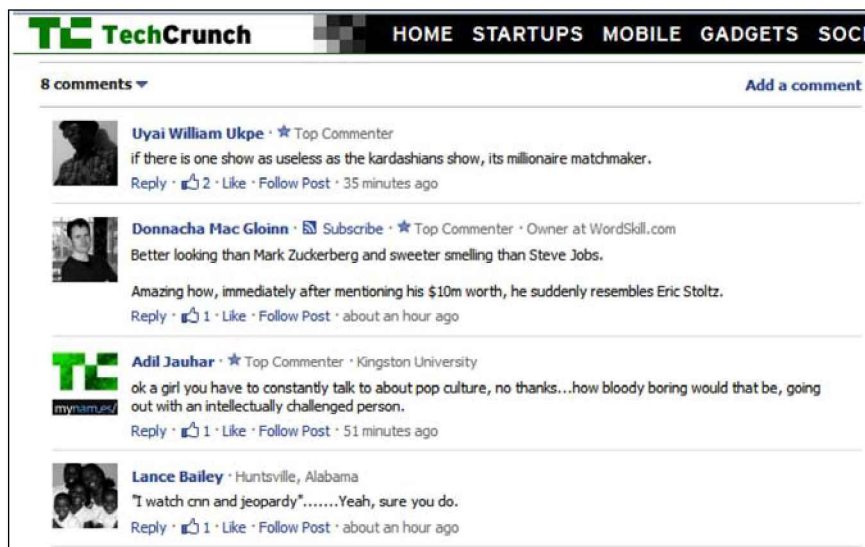 TC TechCrunch
HOME STARTUPS MOBILE GADGETS SOCI
8 comments
Add a comment
Uyai William Ukpe · Top Commenter
if there is one show as useless as the kardashians show, its millionaire matchmaker.
Reply · 2 · Like · Follow Post · 35 minutes ago
Donnacha Mac Gloinn · Subscribe · Top Commenter · Owner at WordSkill.com
Better looking than Mark Zuckerberg and sweeter smelling than Steve Jobs.
Amazing how, immediately after mentioning his $10m worth, he suddenly resembles Eric Stoltz.
Reply · 1 · Like · Follow Post · about an hour ago
TC
mynam.es/
Adil Jauhar · Top Commenter · Kingston University
ok a girl you have to constantly talk to about pop culture, no thanks...how bloody boring would that be, going
out with an intellectually challenged person.
Reply · 1 · Like · Follow Post · 51 minutes ago
Lance Bailey · Huntsville, Alabama
"I watch cnn and jeopardy".......Yeah, sure you do.
Reply · 1 · Like · Follow Post · about an hour ago